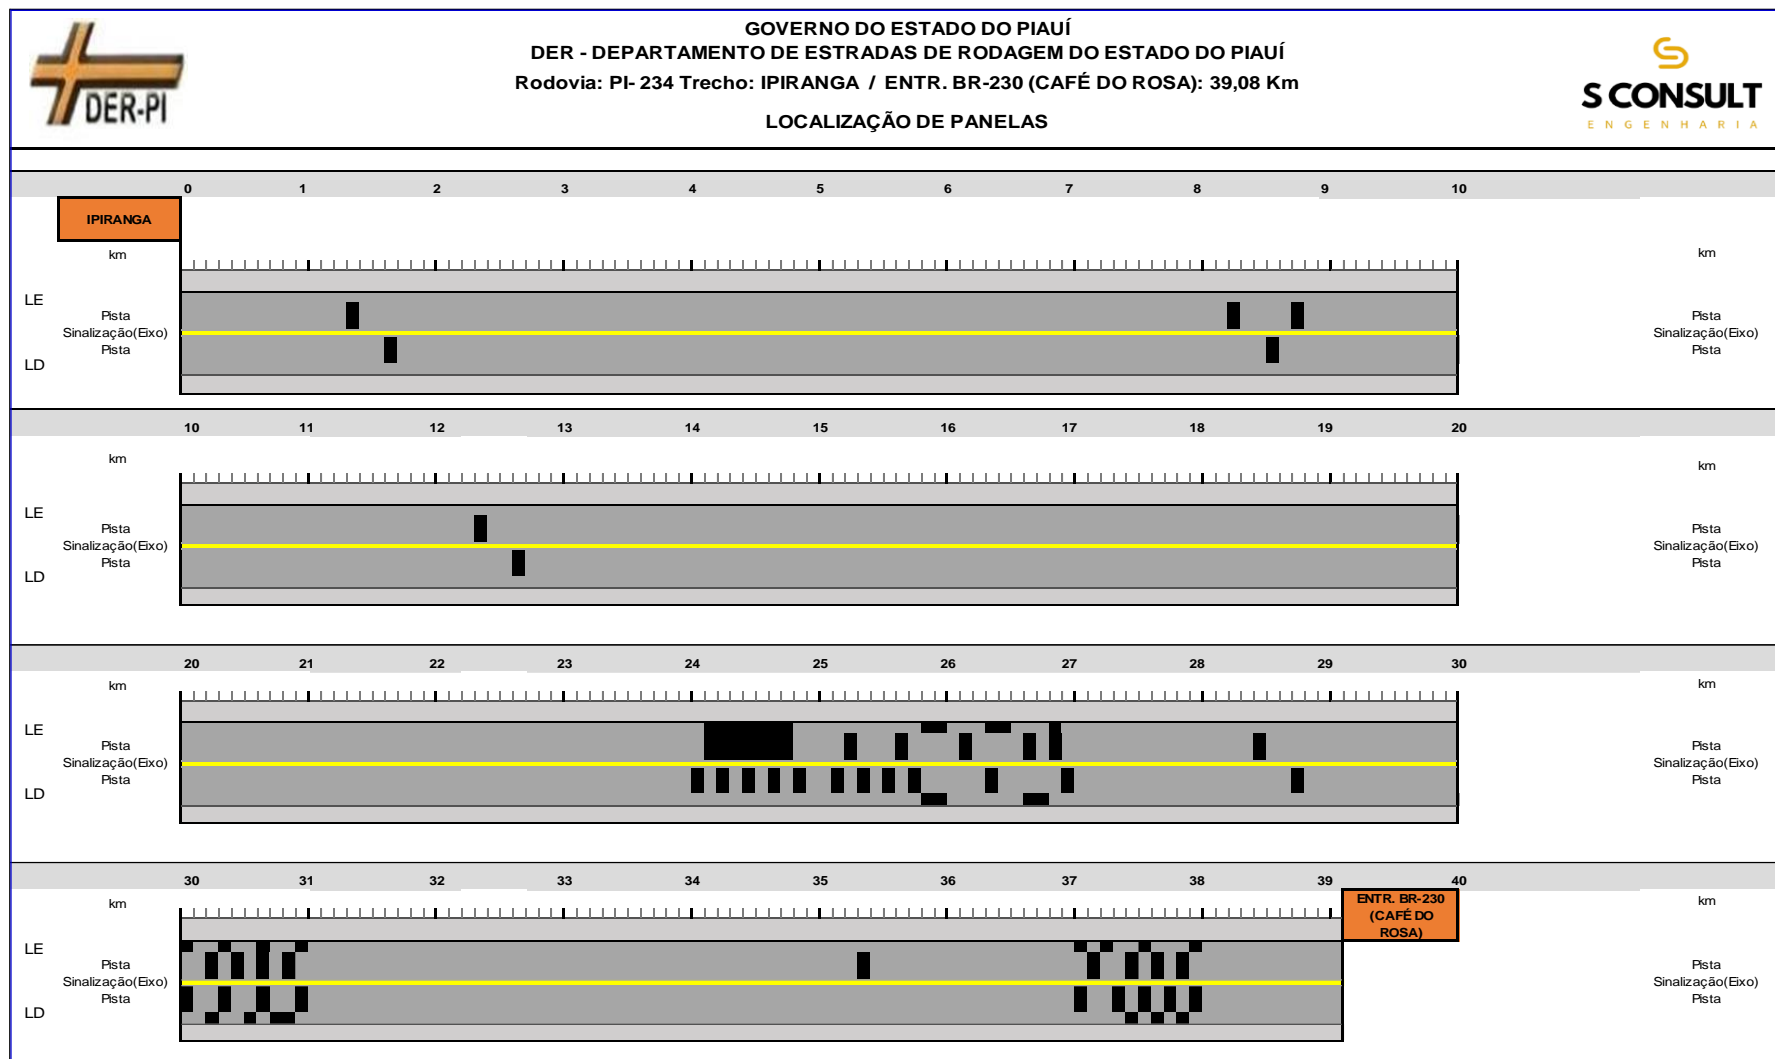 GOVERNO DO ESTADO DO PIAUÍ
DER - DEPARTAMENTO DE ESTRADAS DE RODAGEM DO ESTADO DO PIAUÍ
Rodovia: PI- 234 Trecho: IPIRANGA / ENTR. BR-230 (CAFÉ DO ROSA): 39,08 Km
LOCALIZAÇÃO DE PANELAS
DER-PI
S CONSULT
ENGENHARIA
0 1 2 3 4 5 6 7 8 9 10
IPIRANGA
km km
LE
Pista Pista
Sinalização(Eixo) Sinalização(Eixo)
Pista Pista
LD
10 11 12 13 14 15 16 17 18 19 20
km km
LE
Pista Pista
Sinalização(Eixo) Sinalização(Eixo)
Pista Pista
LD
20 21 22 23 24 25 26 27 28 29 30
km km
LE
Pista Pista
Sinalização(Eixo) Sinalização(Eixo)
Pista Pista
LD
30 31 32 33 34 35 36 37 38 39 40
km km
ENTR. BR-230
(CAFÉ DO
ROSA)
LE
Pista Pista
Sinalização(Eixo) Sinalização(Eixo)
Pista Pista
LD